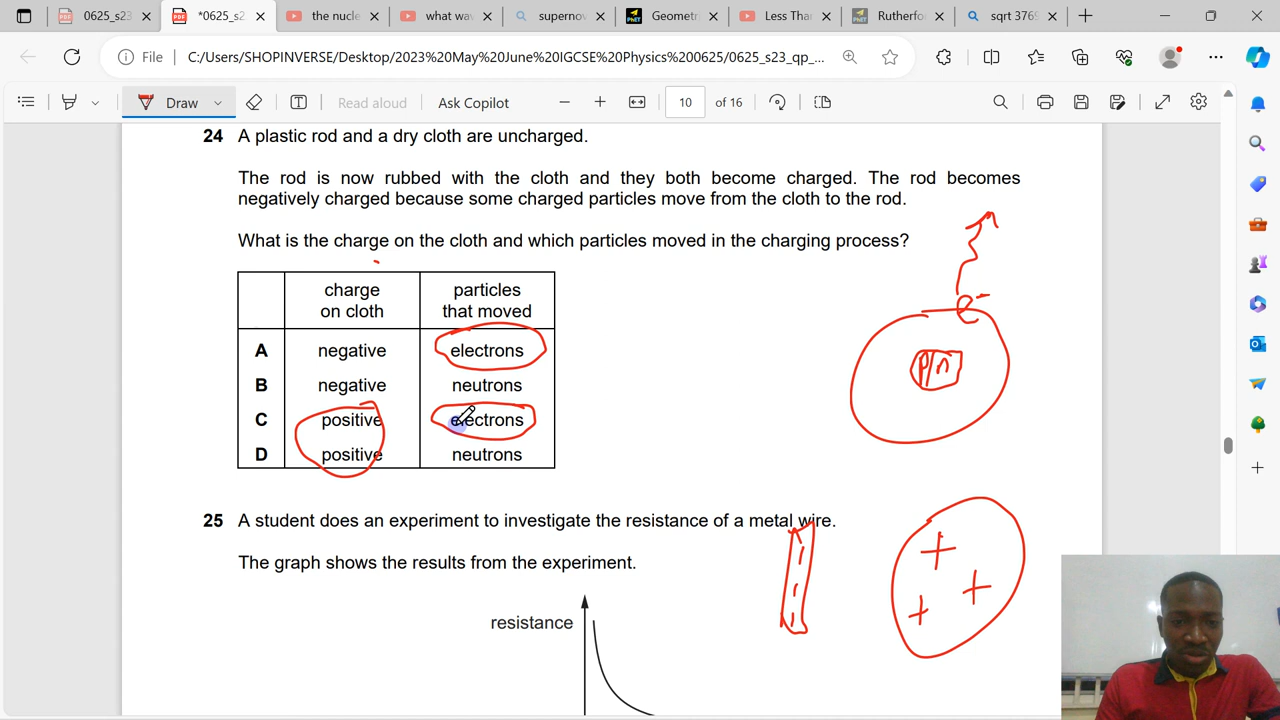 0625_s23
*0625_s2
the nucle
what wav
supernov
Geometr
Less Tha
Rutherfo
sqrt 3769
File
C:/Users/SHOPINVERSE/Desktop/2023%20May%20June%20IGCSE%20Physics%200625/0625_s23_qp_...
Draw
Read aloud
Ask Copilot
10
of 16
24 A plastic rod and a dry cloth are uncharged.
The rod is now rubbed with the cloth and they both become charged. The rod becomes
negatively charged because some charged particles move from the cloth to the rod.
What is the charge on the cloth and which particles moved in the charging process?
charge
on cloth
particles
that moved
A negative electrons
B negative neutrons
C positive electrons
D positive neutrons
e-
p/n
25 A student does an experiment to investigate the resistance of a metal wire.
The graph shows the results from the experiment.
resistance